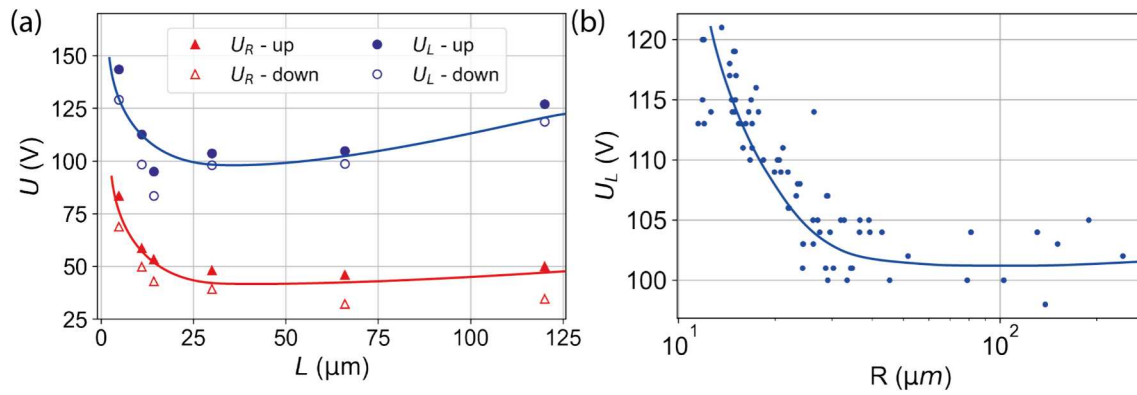 (a)
U_R - up
U_L - up
U_R - down
U_L - down
150
125
100
75
50
25
U (V)
0
25
50
75
100
125
L (μm)
(b)
120
115
110
105
100
U_L (V)
10^1
10^2
R (μm)